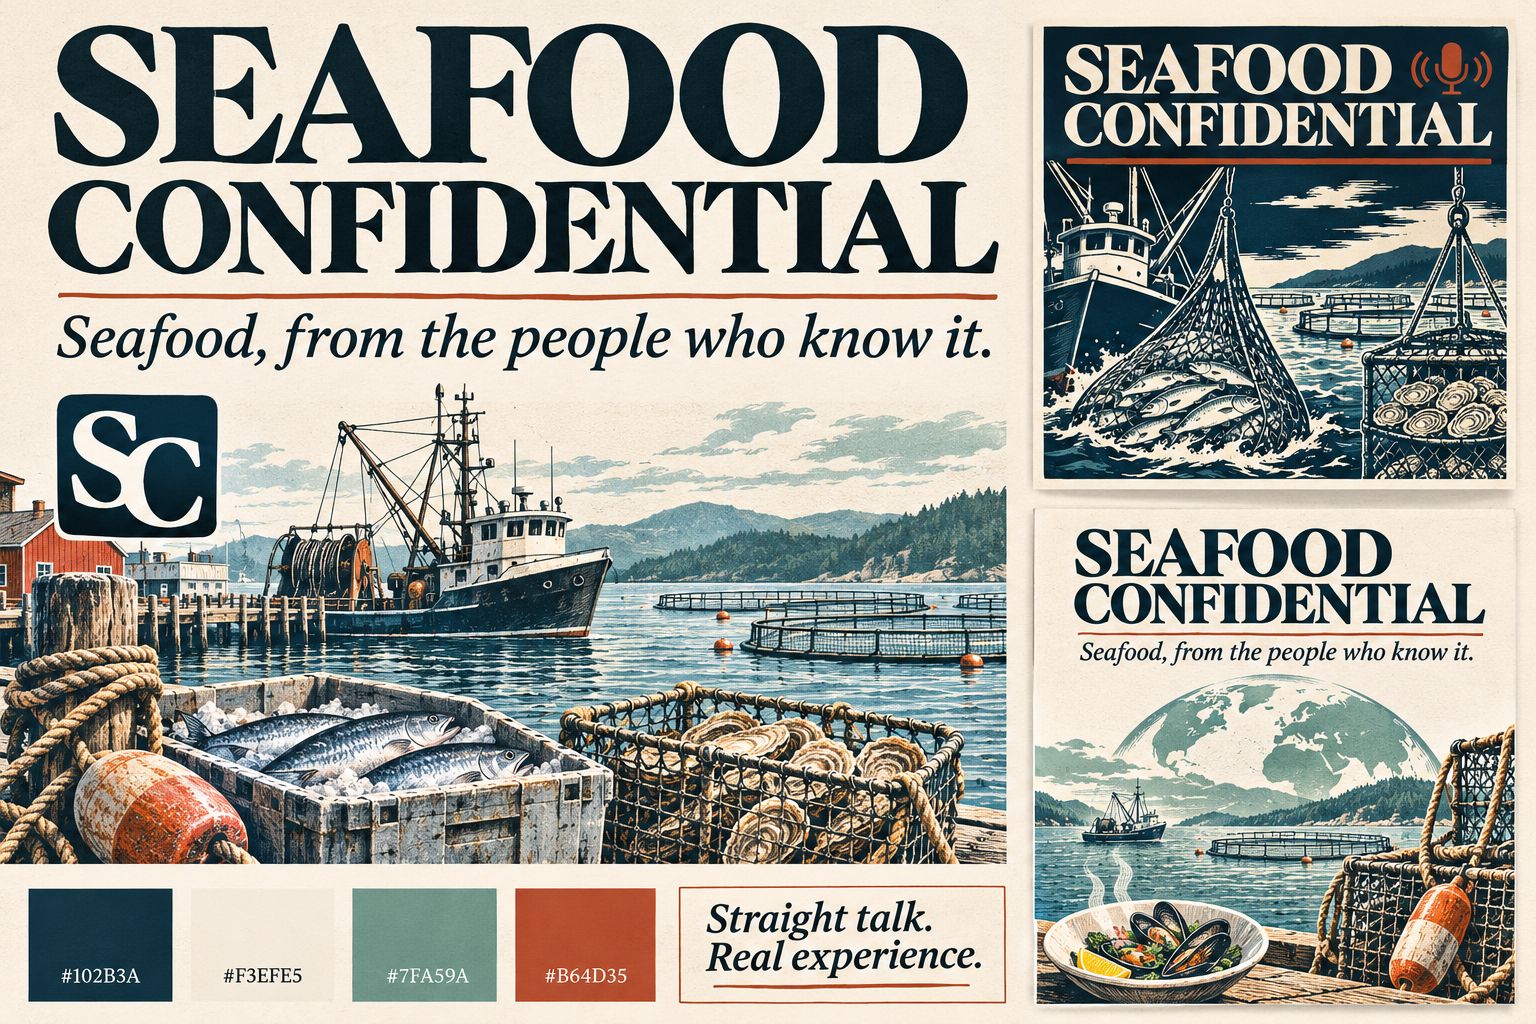 SEAFOOD
CONFIDENTIAL
Seafood, from the people who know it.
SC
#102B3A
#F3EFE5
#7FA59A
#B64D35
Straight talk.
Real experience.
SEAFOOD
CONFIDENTIAL
SEAFOOD
CONFIDENTIAL
Seafood, from the people who know it.